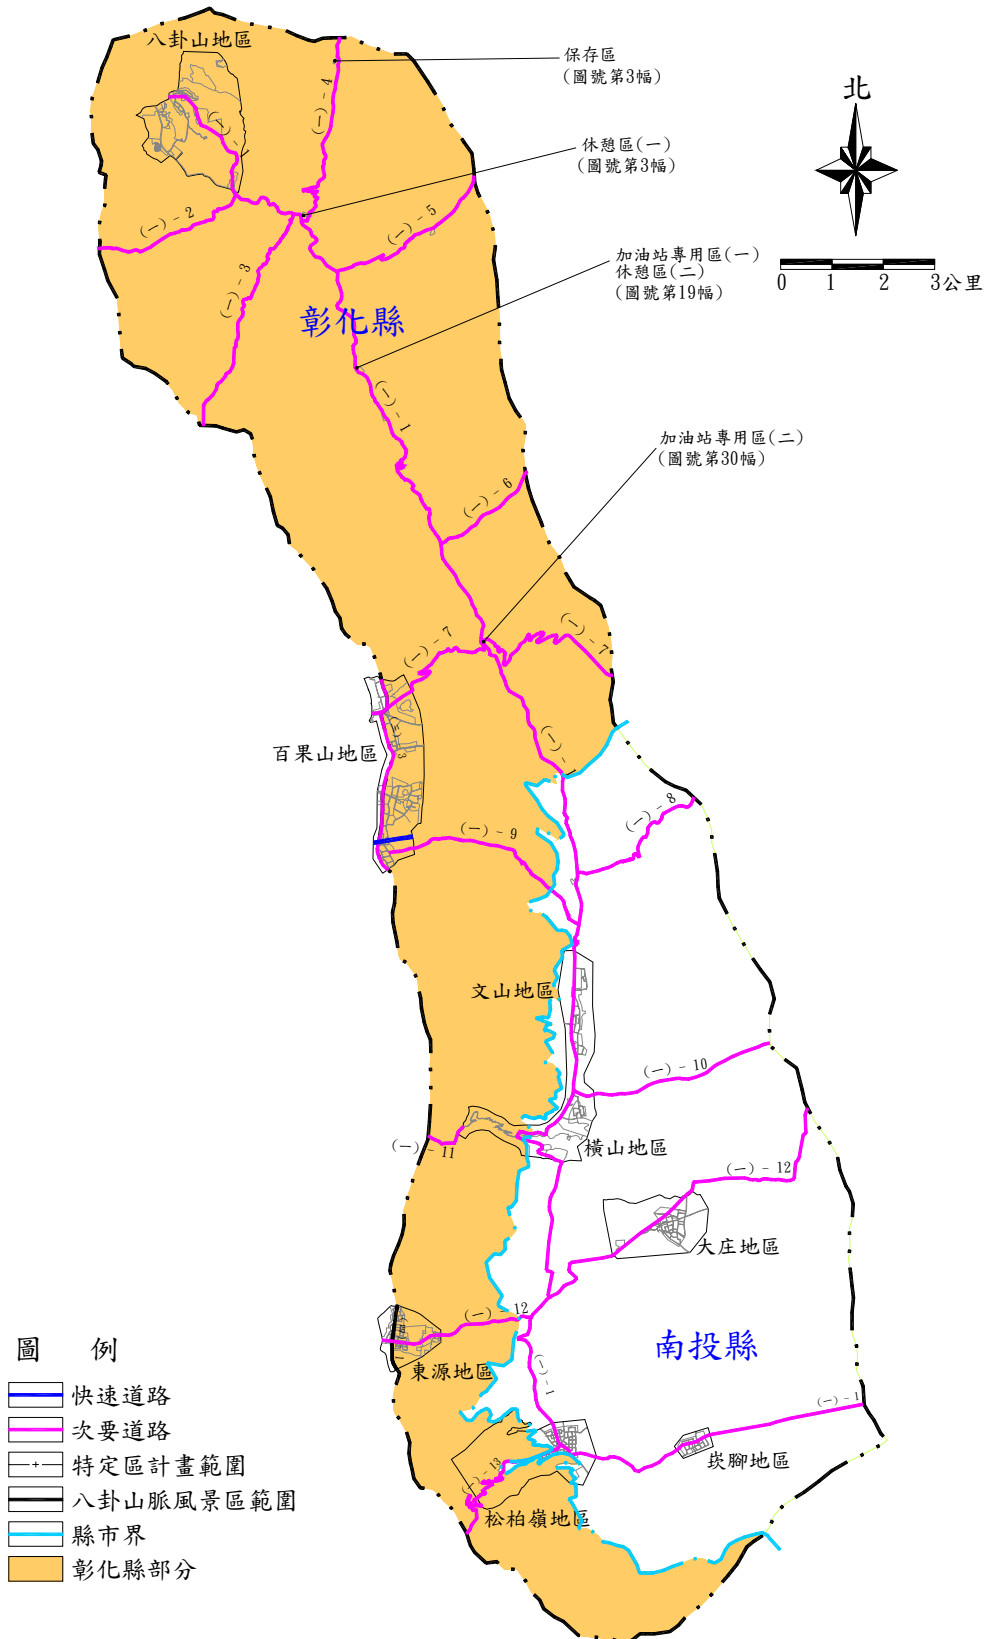 八卦山地區
保存區
(圖號第3幅)
北
(一)-4
(一)-1
休憩區(一)
(圖號第3幅)
(一)-2
(一)-5
(一)-3
加油站專用區(一)
休憩區(二)
(圖號第19幅)
0 1 2 3公里
彰化縣
(一)-1
加油站專用區(二)
(圖號第30幅)
(一)-6
(一)-7
(一)-7
百果山地區
(一)-1
(一)-8
(一)-9
文山地區
(一)-10
(一)-11
橫山地區
(一)-12
大庄地區
(一)-12
南投縣
東源地區
(一)-1
(一)-1
崁腳地區
(一)-13
松柏嶺地區
圖 例
快速道路
次要道路
特定區計畫範圍
八卦山脈風景區範圍
縣市界
彰化縣部分